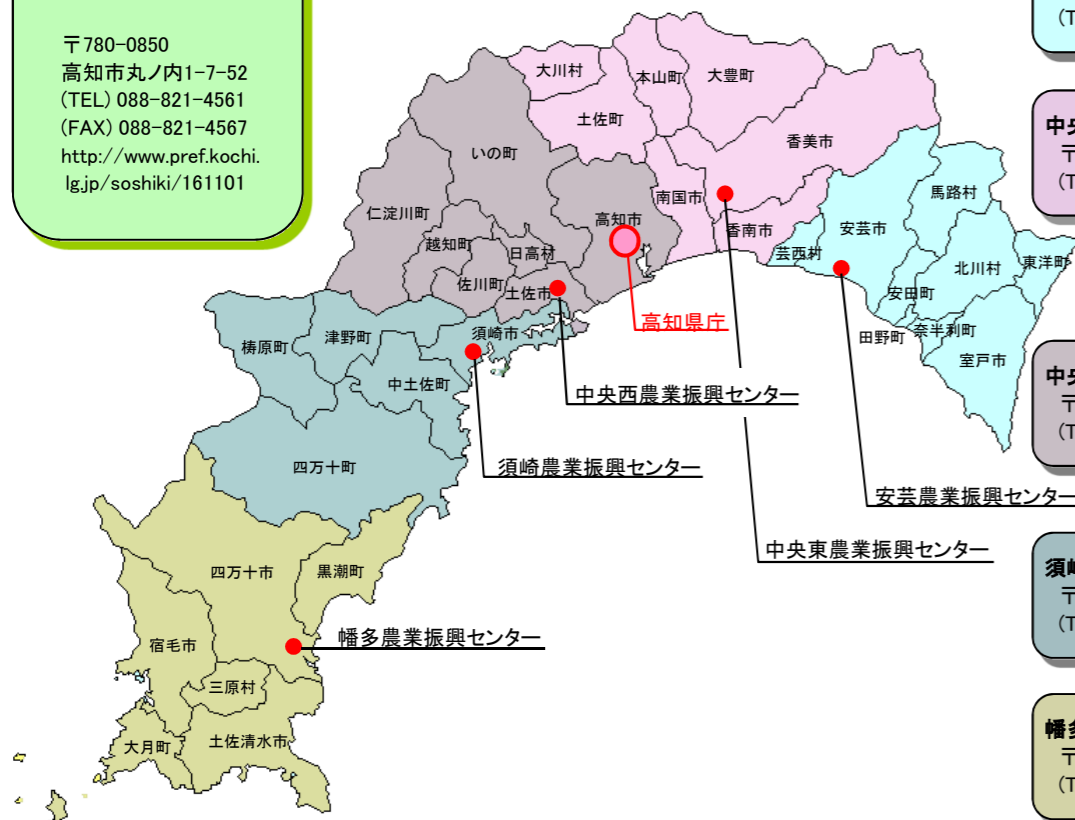 〒780-0850
高知市丸ノ内1-7-52
(TEL) 088-821-4561
(FAX) 088-821-4567
http://www.pref.kochi.
lg.jp/soshiki/161101
大川村
本山町
大豊町
土佐町
香美市
いの町
南国市
高知市
香南市
仁淀川町
越知町
日高村
佐川町
土佐市
馬路村
安芸市
芸西村
北川村
東洋町
安田町
田野町
奈半利町
室戸市
高知県庁
津野町
須崎市
梼原町
中土佐町
四万十町
中央西農業振興センター
須崎農業振興センター
安芸農業振興センター
中央東農業振興センター
四万十市
黒潮町
宿毛市
幡多農業振興センター
三原村
大月町
土佐清水市
(T
中央
〒
(T
中央
〒
(T
須崎
〒
(T
幡多
〒
(T